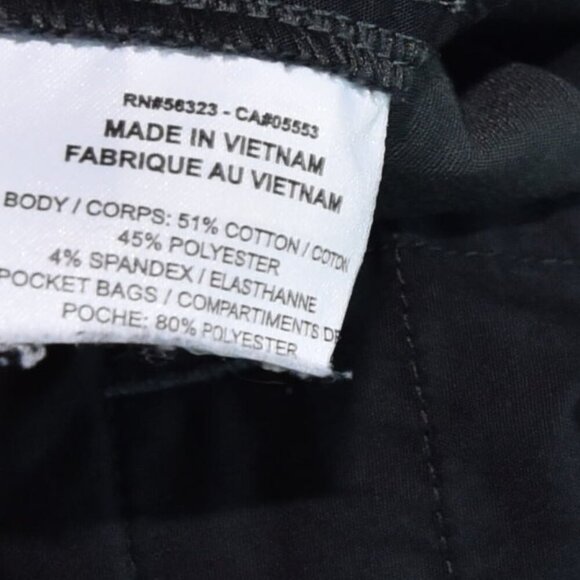 RN#56323 - CA#05553
MADE IN VIETNAM
FABRIQUE AU VIETNAM
BODY / CORPS: 51% COTTON / COTON
45% POLYESTER
4% SPANDEX / ELASTHANNE
POCKET BAGS / COMPARTIMENTS DE
POCHE: 80% POLYESTER